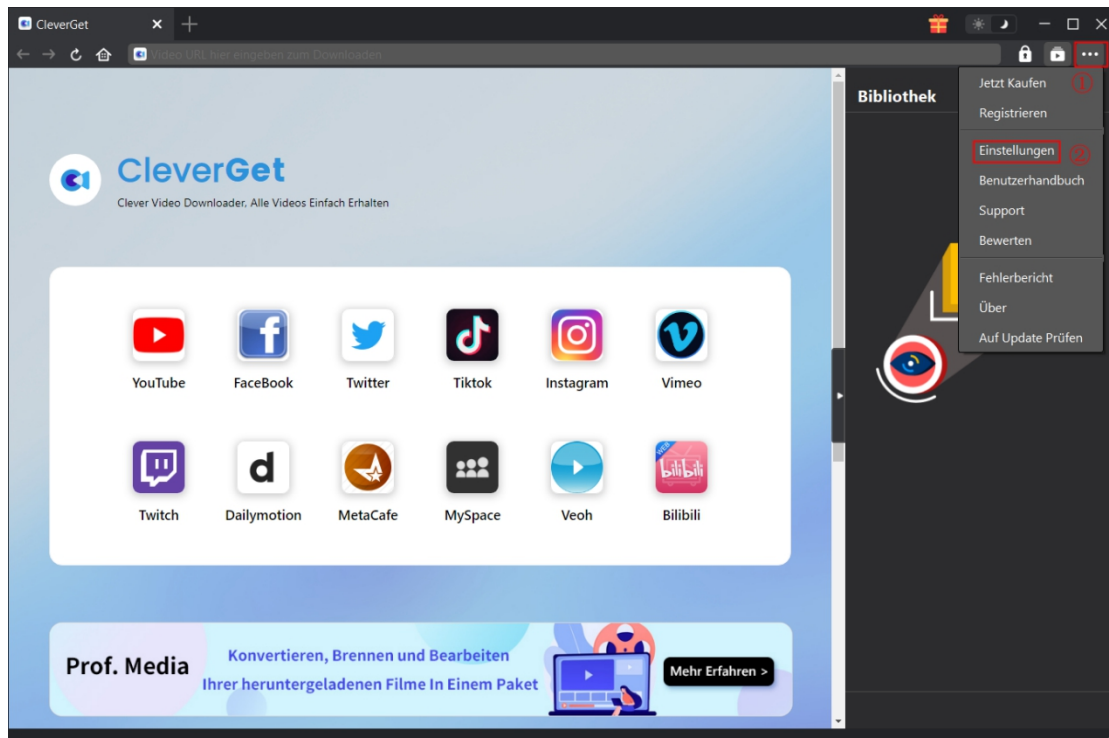 CleverGet
Video URL hier eingeben zum Downloaden
Jetzt Kaufen ①
Registrieren
Einstellungen ②
Benutzerhandbuch
Support
Bewerten
Fehlerbericht
Über
Auf Update Prüfen
Bibliothek
CleverGet
Clever Video Downloader, Alle Videos Einfach Erhalten
YouTube FaceBook Twitter Tiktok Instagram Vimeo
WEB
bilibili
Twitch Dailymotion MetaCafe MySpace Veoh Bilibili
Prof. Media
Konvertieren, Brennen und Bearbeiten
Ihrer heruntergeladenen Filme In Einem Paket
Mehr Erfahren >